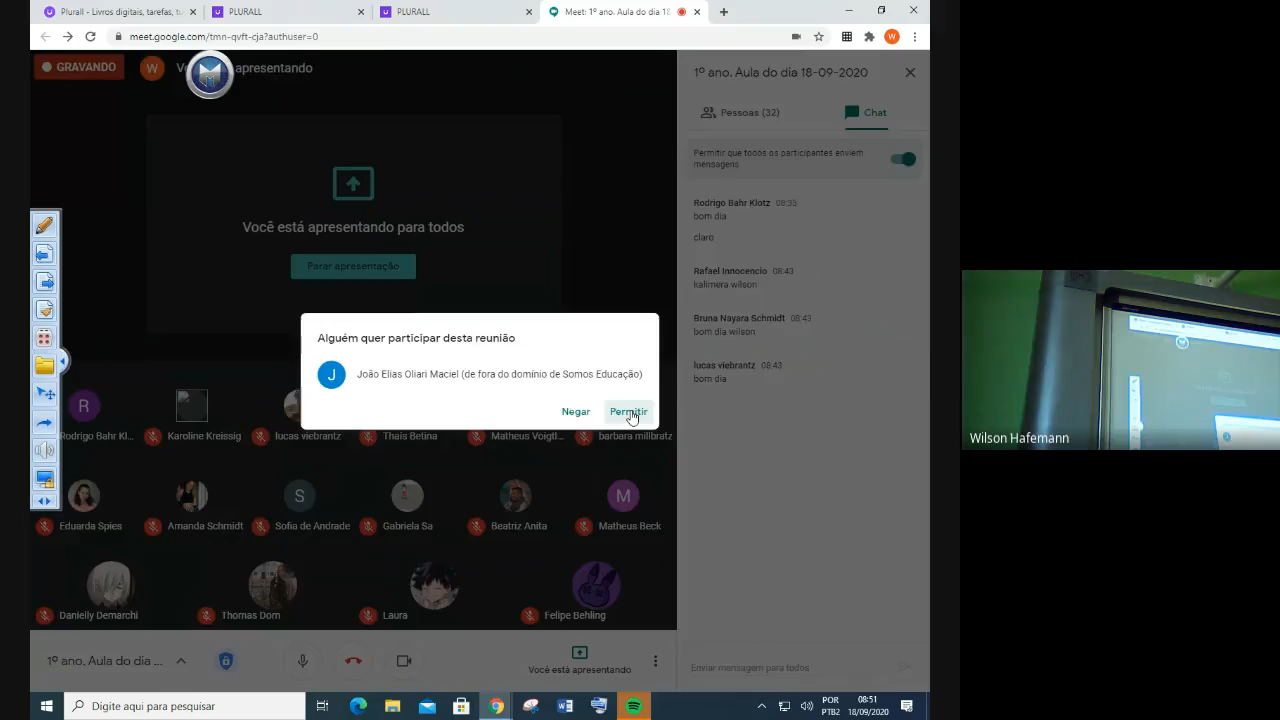 Plurall - Livros digitais, tarefas, tu
PLURALL
PLURALL
Meet: 1º ano. Aula do dia 18
meet.google.com/tmn-qvft-cja?authuser=0
W
GRAVANDO
W
apresentando
Você está apresentando para todos
Parar apresentação
1º ano. Aula do dia 18-09-2020
Pessoas (32)
Chat
Permitir que todos os participantes enviem
mensagens
Rodrigo Bahr Klotz 08:35
bom dia
claro
Rafael Innocencio 08:43
kalimera wilson
Bruna Nayara Schmidt 08:43
bom dia wilson
lucas viebrantz 08:43
bom dia
Enviar mensagem para todos
Alguém quer participar desta reunião
J
João Elias Oliari Maciel (de fora do domínio de Somos Educação)
Negar
Permitir
R
Rodrigo Bahr Kl...
Karoline Kreissig
lucas viebrantz
Thaís Betina
Matheus Voigtl...
barbara millbratz
S
M
Eduarda Spies
Amanda Schmidt
Sofia de Andrade
Gabriela Sa
Beatriz Anita
Matheus Beck
Danielly Demarchi
Thomas Dorn
Laura
Felipe Behling
1º ano. Aula do dia ...
Você está apresentando
Digite aqui para pesquisar
POR
PTB2
08:51
18/09/2020
Wilson Hafemann